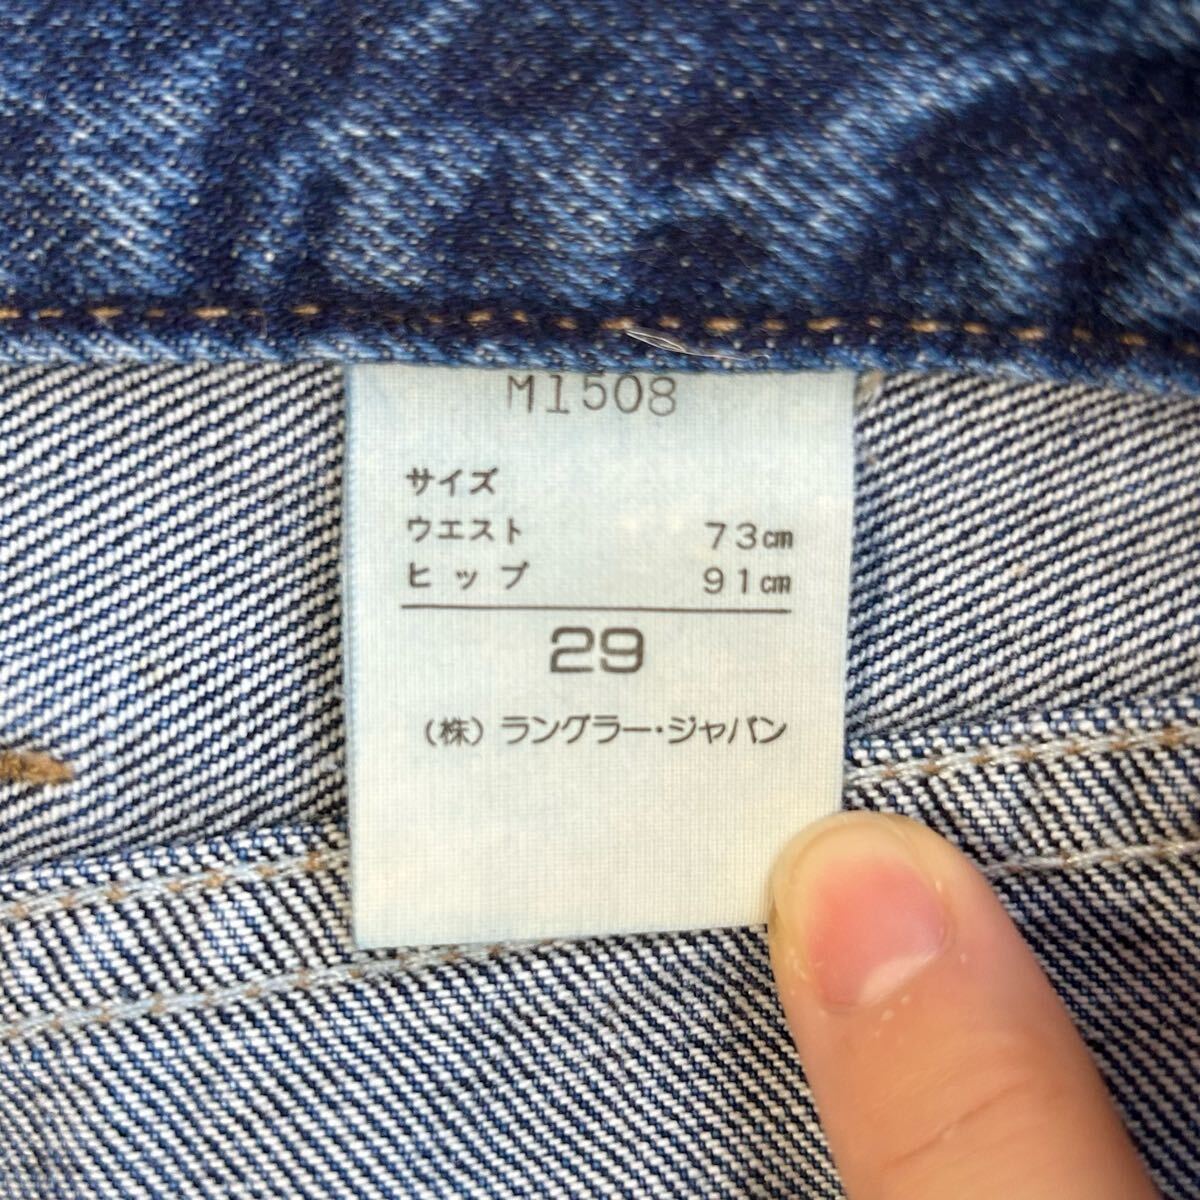 M1508
サイズ
ウエスト 73㎝
ヒップ 91㎝
29
(株)ラングラー・ジャパン